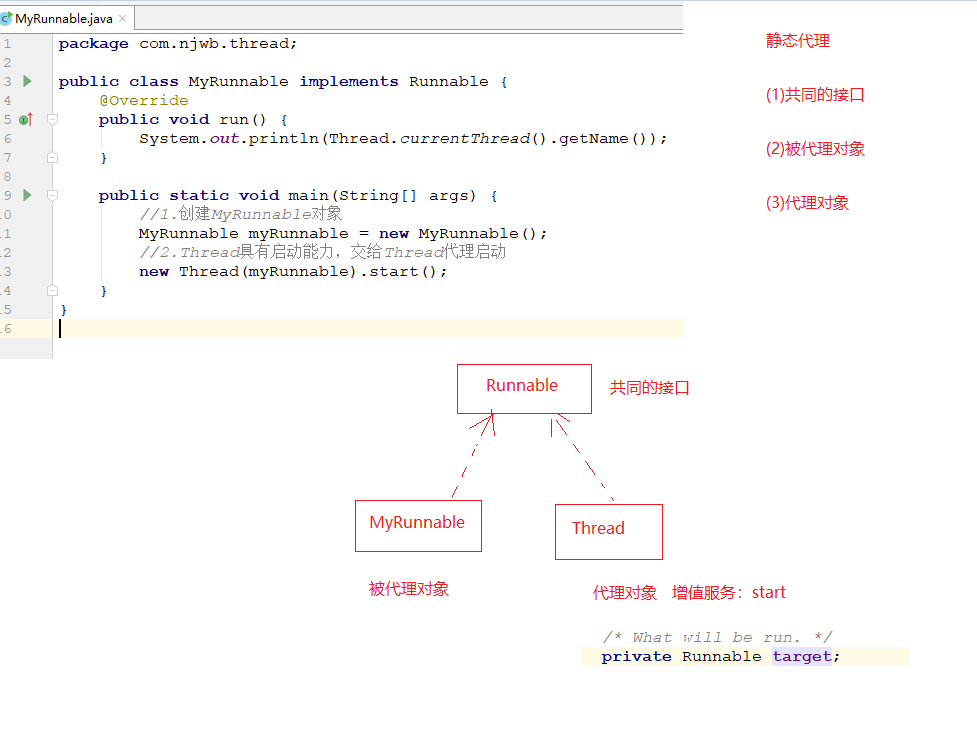 MyRunnable.java
1 package com.njwb.thread;
2
3 public class MyRunnable implements Runnable {
4 @Override
5 public void run() {
6 System.out.println(Thread.currentThread().getName());
7 }
8
9 public static void main(String[] args) {
.0 //1.创建MyRunnable对象
.1 MyRunnable myRunnable = new MyRunnable();
.2 //2.Thread具有启动能力，交给Thread代理启动
.3 new Thread(myRunnable).start();
.4 }
.5 }
.6
静态代理
(1)共同的接口
(2)被代理对象
(3)代理对象
Runnable 共同的接口
MyRunnable Thread
被代理对象 代理对象 增值服务：start
/* What will be run. */
private Runnable target;